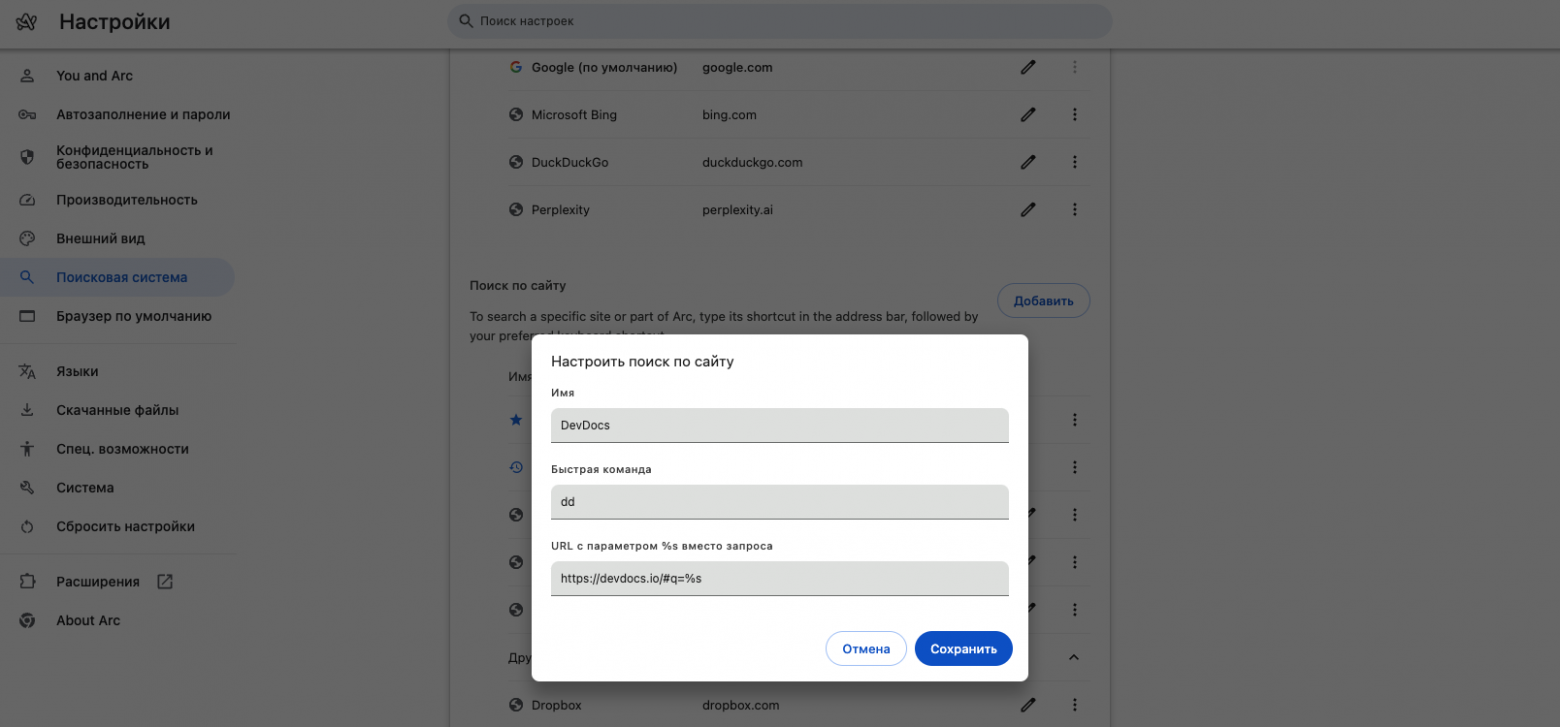 Настройки
Поиск настроек
You and Arc
Автозаполнение и пароли
Конфиденциальность и
безопасность
Производительность
Внешний вид
Поисковая система
Браузер по умолчанию
Языки
Скачанные файлы
Спец. возможности
Система
Сбросить настройки
Расширения
About Arc
Google (по умолчанию) google.com
Microsoft Bing bing.com
DuckDuckGo duckduckgo.com
Perplexity perplexity.ai
Поиск по сайту
Добавить
To search a specific site or part of Arc, type its shortcut in the address bar, followed by
your preferred keyboard shortcut.
Имя
Настроить поиск по сайту
Имя
DevDocs
Быстрая команда
dd
URL с параметром %s вместо запроса
https://devdocs.io/#q=%s
Отмена Сохранить
Dropbox dropbox.com